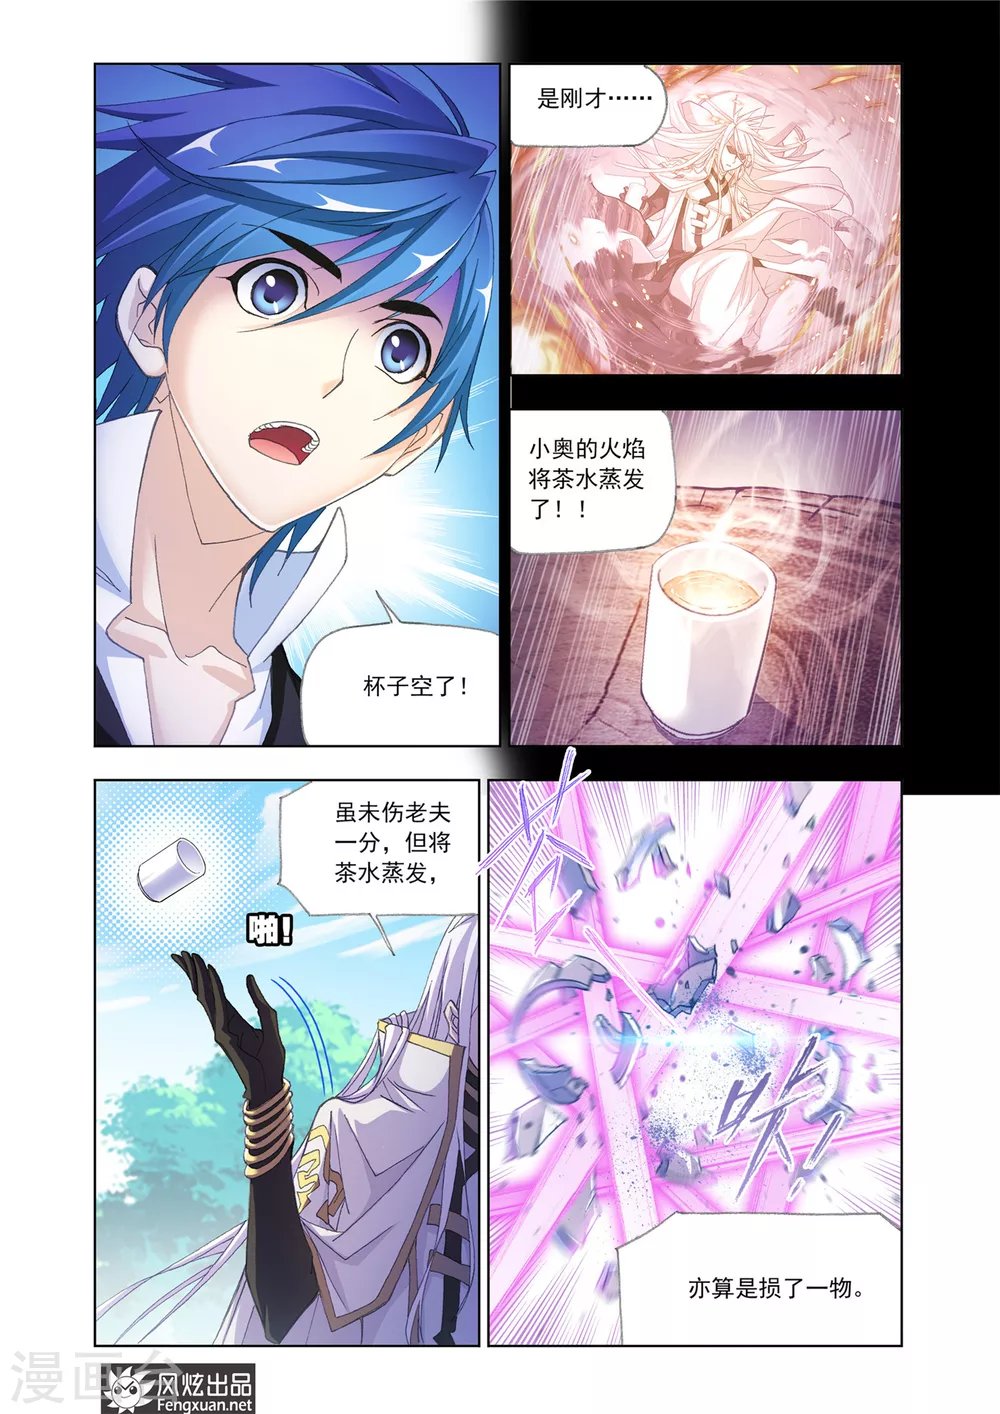 杯子空了！
是刚才……
小奥的火焰
将茶水蒸发
了！！
虽未伤老夫
一分，但将
茶水蒸发，
啪！
亦算是损了一物。
漫画台
风炫出品
Fengxuan.net